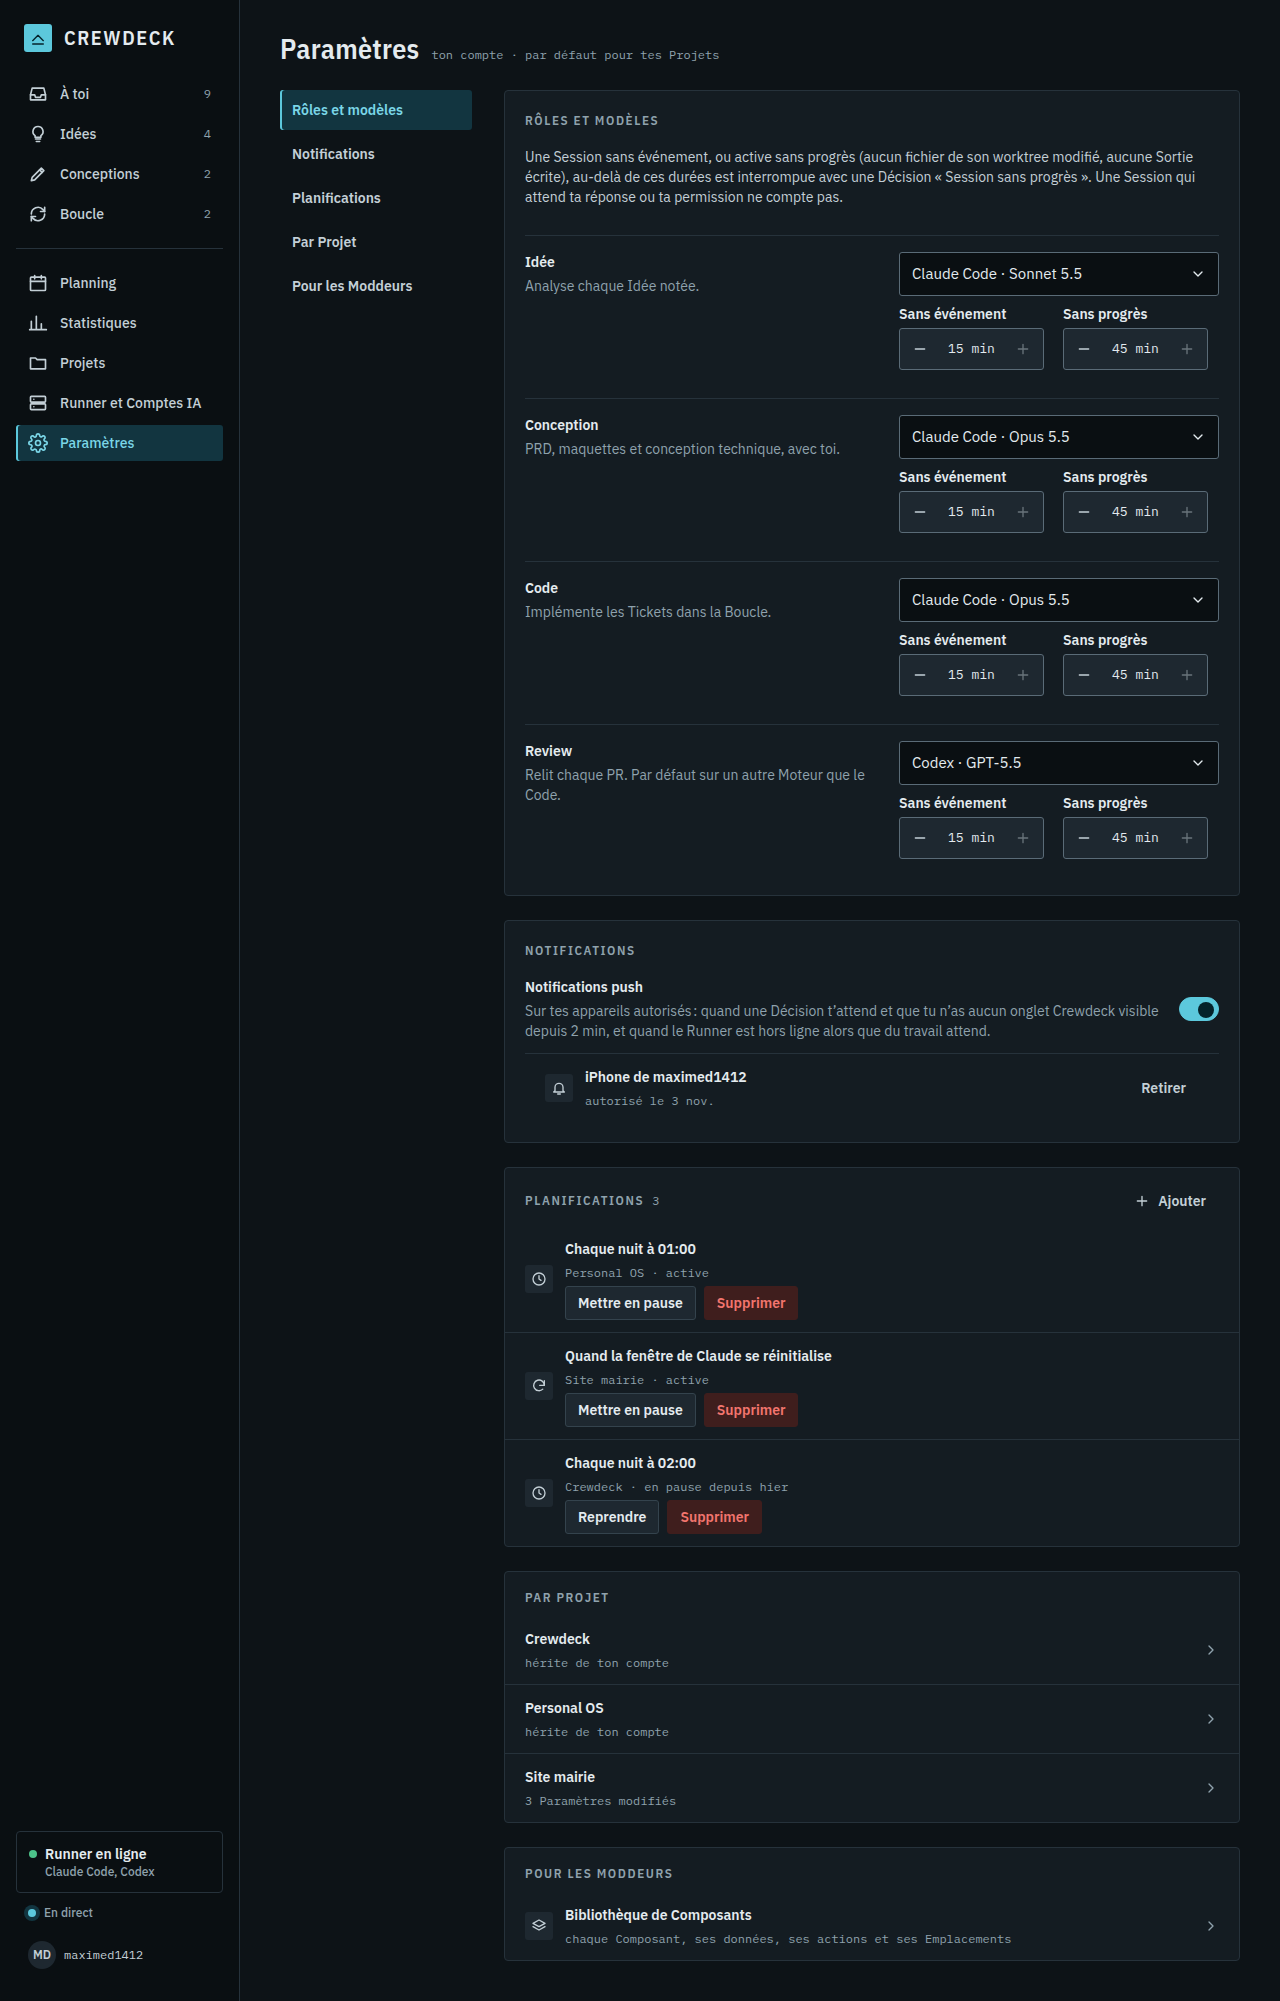 CREWDECK
À toi 9
Idées 4
Conceptions 2
Boucle 2
Planning
Statistiques
Projets
Runner et Comptes IA
Paramètres
Runner en ligne
Claude Code, Codex
En direct
MD maximed1412
Paramètres ton compte · par défaut pour tes Projets
Rôles et modèles
Notifications
Planifications
Par Projet
Pour les Moddeurs
RÔLES ET MODÈLES
Une Session sans événement, ou active sans progrès (aucun fichier de son worktree modifié, aucune Sortie
écrite), au-delà de ces durées est interrompue avec une Décision « Session sans progrès ». Une Session qui
attend ta réponse ou ta permission ne compte pas.
Idée
Analyse chaque Idée notée.
Claude Code · Sonnet 5.5
Sans événement Sans progrès
− 15 min + − 45 min +
Conception
PRD, maquettes et conception technique, avec toi.
Claude Code · Opus 5.5
Sans événement Sans progrès
− 15 min + − 45 min +
Code
Implémente les Tickets dans la Boucle.
Claude Code · Opus 5.5
Sans événement Sans progrès
− 15 min + − 45 min +
Review
Relit chaque PR. Par défaut sur un autre Moteur que le
Code.
Codex · GPT-5.5
Sans événement Sans progrès
− 15 min + − 45 min +
NOTIFICATIONS
Notifications push
Sur tes appareils autorisés : quand une Décision t’attend et que tu n’as aucun onglet Crewdeck visible
depuis 2 min, et quand le Runner est hors ligne alors que du travail attend.
iPhone de maximed1412
autorisé le 3 nov.
Retirer
PLANIFICATIONS 3
+ Ajouter
Chaque nuit à 01:00
Personal OS · active
Mettre en pause Supprimer
Quand la fenêtre de Claude se réinitialise
Site mairie · active
Mettre en pause Supprimer
Chaque nuit à 02:00
Crewdeck · en pause depuis hier
Reprendre Supprimer
PAR PROJET
Crewdeck
hérite de ton compte
Personal OS
hérite de ton compte
Site mairie
3 Paramètres modifiés
POUR LES MODDEURS
Bibliothèque de Composants
chaque Composant, ses données, ses actions et ses Emplacements